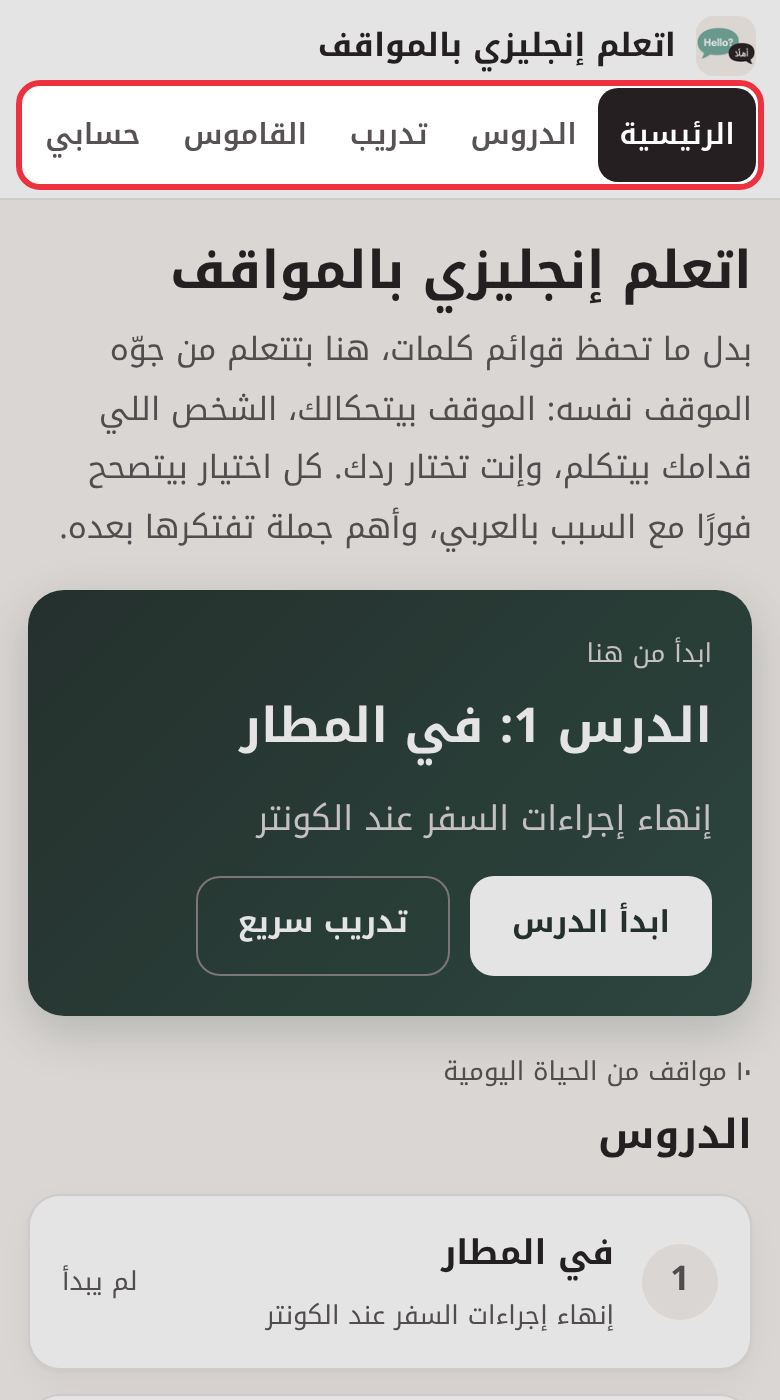 Hello?
أهلًا
اتعلم إنجليزي بالمواقف
الرئيسية
الدروس
تدريب
القاموس
حسابي
اتعلم إنجليزي بالمواقف
بدل ما تحفظ قوائم كلمات، هنا بتتعلم من جوّه
الموقف نفسه: الموقف بيتحكالك، الشخص اللي
قدامك بيتكلم، وإنت تختار ردك. كل اختيار بيتصحح
فورًا مع السبب بالعربي، وأهم جملة تفتكرها بعده.
ابدأ من هنا
الدرس 1: في المطار
إنهاء إجراءات السفر عند الكونتر
ابدأ الدرس
تدريب سريع
١٠ مواقف من الحياة اليومية
الدروس
1
في المطار
إنهاء إجراءات السفر عند الكونتر
لم يبدأ